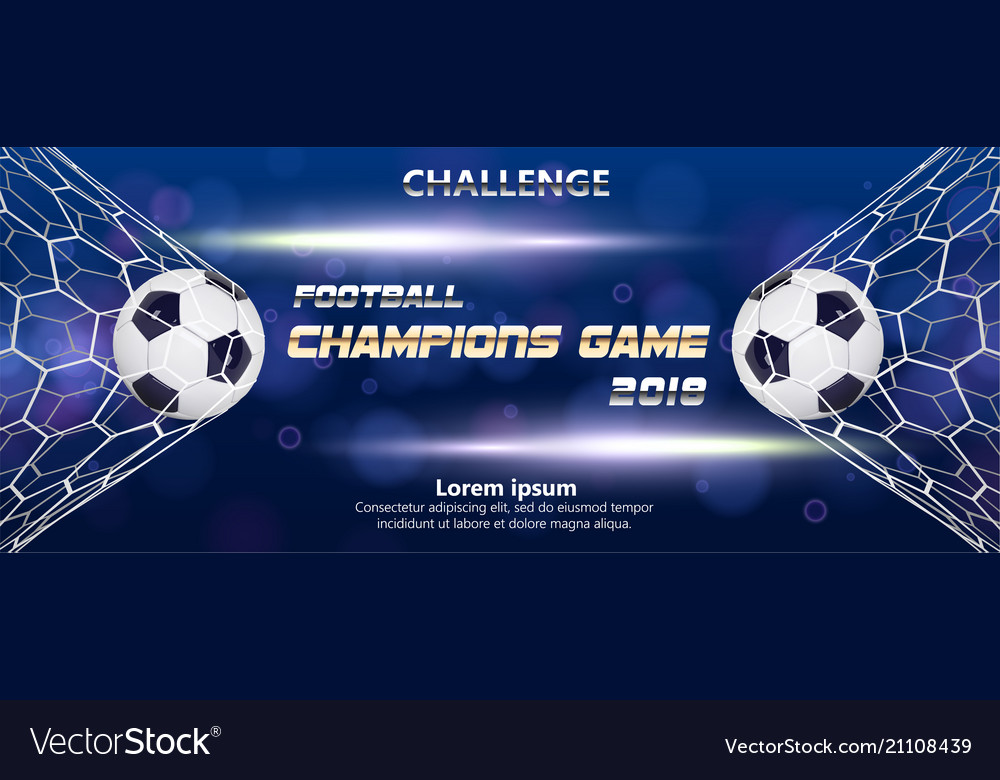 CHALLENGE
FOOTBALL
CHAMPIONS GAME
2018
Lorem ipsum
Consectetur adipiscing elit, sed do eiusmod tempor
incididunt ut labore et dolore magna aliqua.
VectorStock®
VectorStock.com/21108439